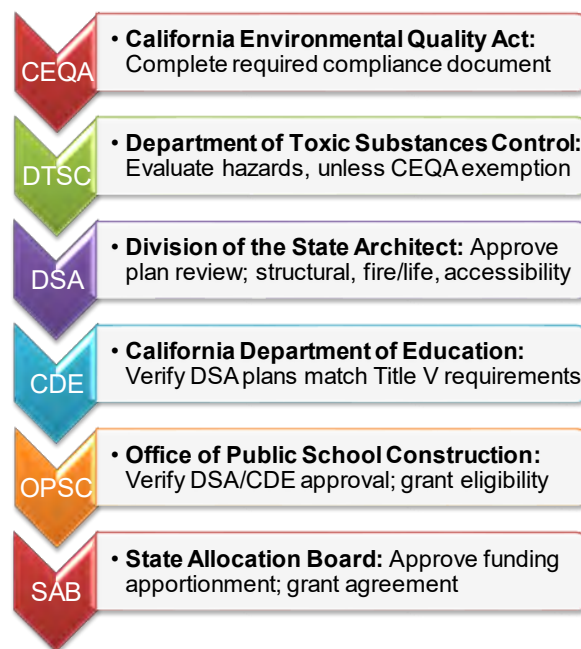 CEQA
• California Environmental Quality Act:
Complete required compliance document
DTSC
• Department of Toxic Substances Control:
Evaluate hazards, unless CEQA exemption
DSA
• Division of the State Architect: Approve
plan review; structural, fire/life, accessibility
CDE
• California Department of Education:
Verify DSA plans match Title V requirements
OPSC
• Office of Public School Construction:
Verify DSA/CDE approval; grant eligibility
SAB
• State Allocation Board: Approve funding
apportionment; grant agreement